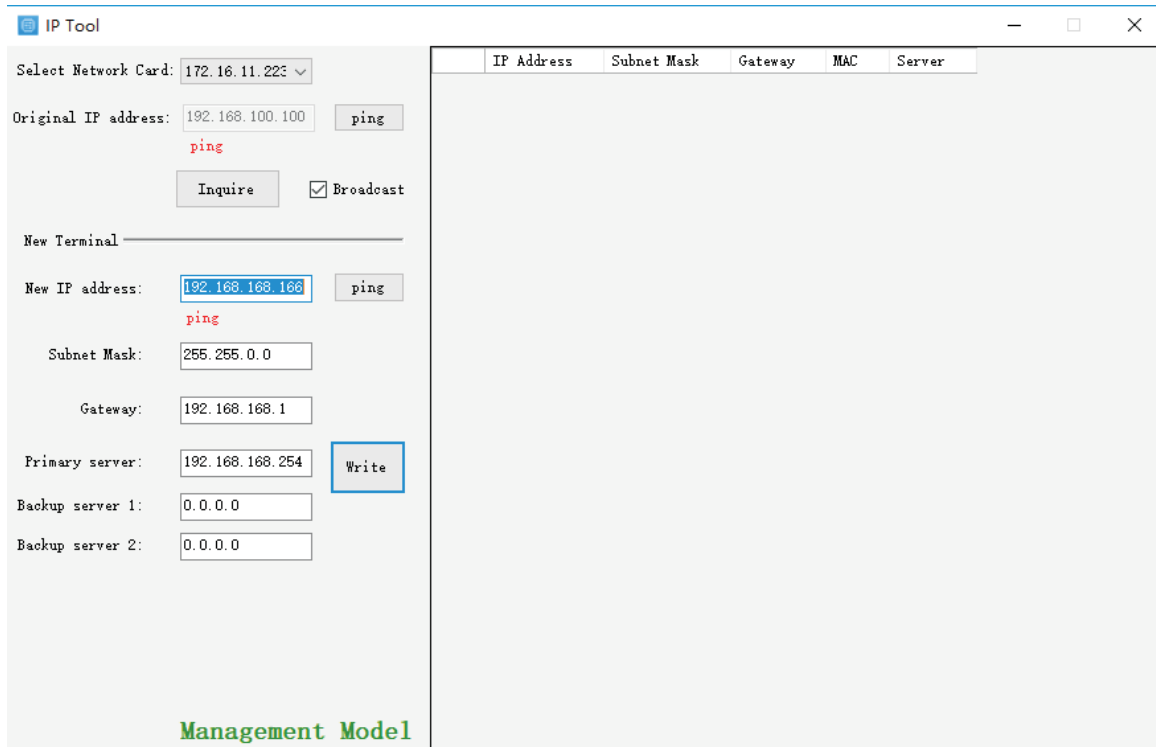 IP Tool
Select Network Card: 172.16.11.223
Original IP address: 192.168.100.100 ping
ping
Inquire Broadcast
New Terminal
New IP address: 192.168.168.166 ping
ping
Subnet Mask: 255.255.0.0
Gateway: 192.168.168.1
Primary server: 192.168.168.254 Write
Backup server 1: 0.0.0.0
Backup server 2: 0.0.0.0
Management Model
IP Address Subnet Mask Gateway MAC Server